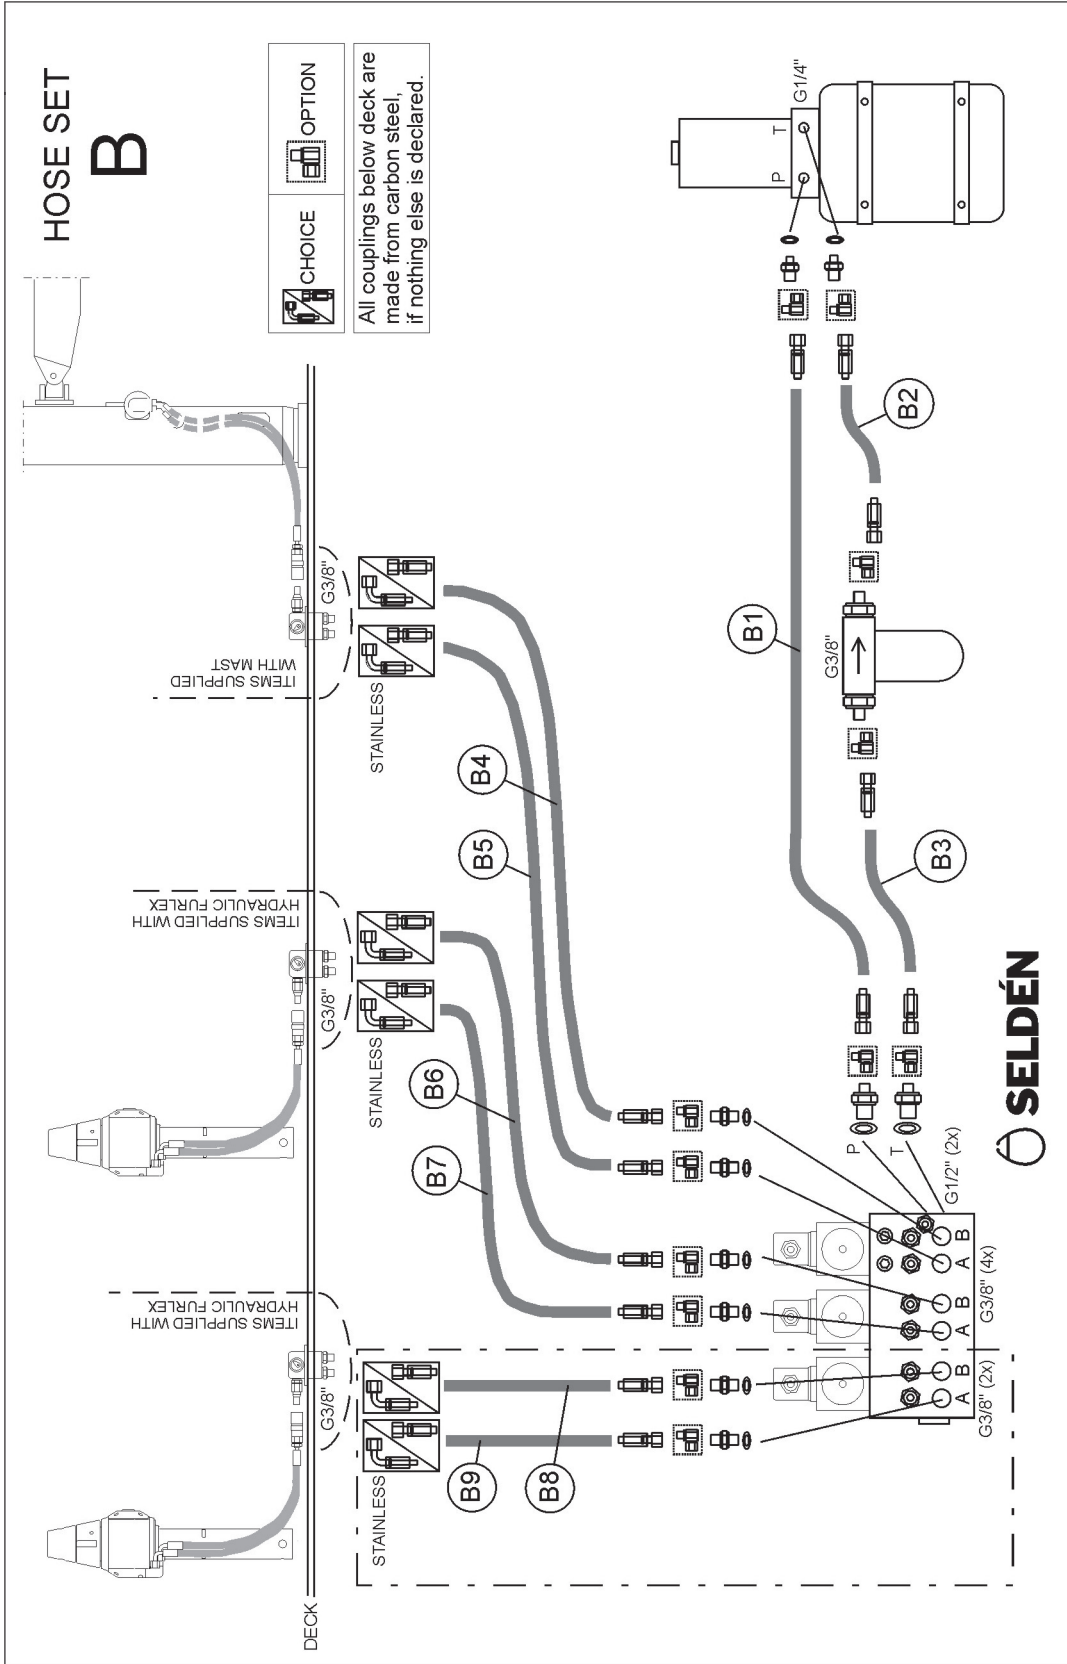 HOSE SET
B
CHOICE
OPTION
All couplings below deck are
made from carbon steel,
if nothing else is declared.
DECK
ITEMS SUPPLIED WITH
HYDRAULIC FURLEX
G3/8"
ITEMS SUPPLIED WITH
HYDRAULIC FURLEX
G3/8"
ITEMS SUPPLIED
WITH MAST
G3/8"
STAINLESS
STAINLESS
STAINLESS
B9
B8
B7
B6
B5
B4
B1
B2
B3
G3/8"
T
P
G1/4"
P
T
G1/2" (2x)
A
B
A
B
A
B
G3/8" (2x)
G3/8" (4x)
SELDÉN